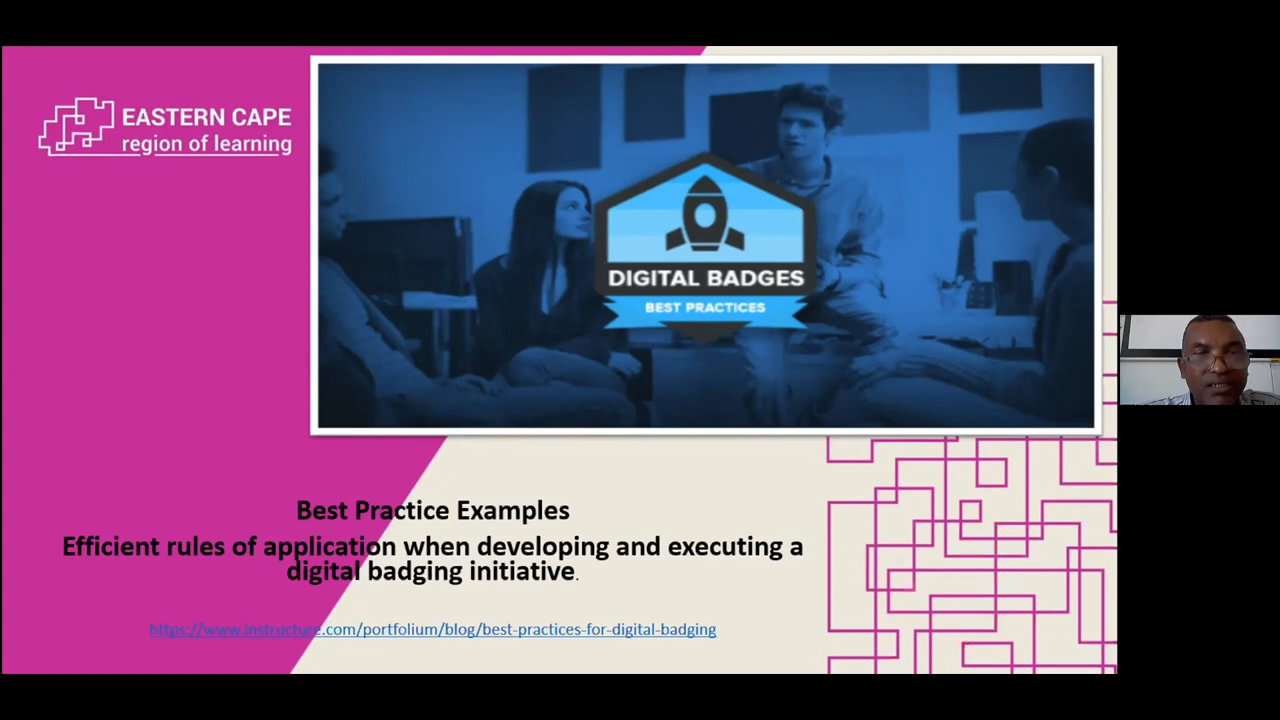 EASTERN CAPE
region of learning
DIGITAL BADGES
BEST PRACTICES
Best Practice Examples
Efficient rules of application when developing and executing a
digital badging initiative.
https://www.instructure.com/portfolium/blog/best-practices-for-digital-badging